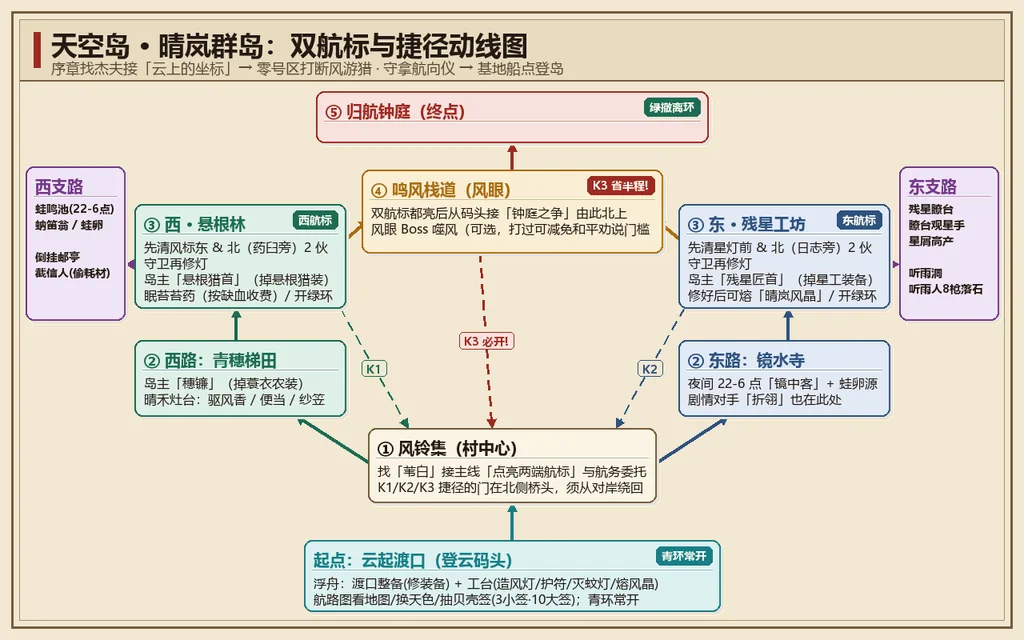 天空岛·晴岚群岛：双航标与捷径动线图
序章找杰夫接「云上的坐标」→ 零号区打断风游猎 · 守拿航向仪 → 基地船点登岛
⑤ 归航钟庭（终点）
绿撤离环
④ 鸣风栈道（风眼）
K3 省半程!
双航标都亮后从码头接「钟庭之争」由此北上
风眼 Boss 噬风（可选，打过可减免和平劝说门槛
西支路
蛙鸣池(22-6点)
蚋笛翁 / 蛙卵
倒挂邮亭
截信人(偷耗材)
③ 西·悬根林
西航标
先清风标东 & 北（药臼旁）2 伙
守卫再修灯
岛主「悬根猎首」（掉悬根猎装）
眠苔苔药（按缺血收费）/ 开绿环
③ 东·残星工坊
东航标
先清星灯前 & 北（日志旁）2 伙
守卫再修灯
岛主「残星匠首」（掉星工装备）
修好后可熔「晴岚风晶」/ 开绿环
东支路
残星瞭台
瞭台观星手
星屑高产
听雨涧
听雨人8枪落石
② 西路：青穗梯田
岛主「穗镰」（掉蓑衣农装）
晴禾灶台：驱风香 / 便当 / 纱笠
② 东路：镜水寺
夜间 22-6 点「镜中客」+ 蛙卵源
剧情对手「折翎」也在此处
K1
K3 必开!
K2
① 风铃集（村中心）
找「苇白」接主线「点亮两端航标」与航务委托
K1/K2/K3 捷径的门在北侧桥头，须从对岸绕回
起点：云起渡口（登云码头）
青环常开
浮舟：渡口整备(修装备) + 工台(造风灯/护符/灭蚊灯/熔风晶)
航路图看地图/换天色/抽贝壳签(3小签·10大签)；青环常开